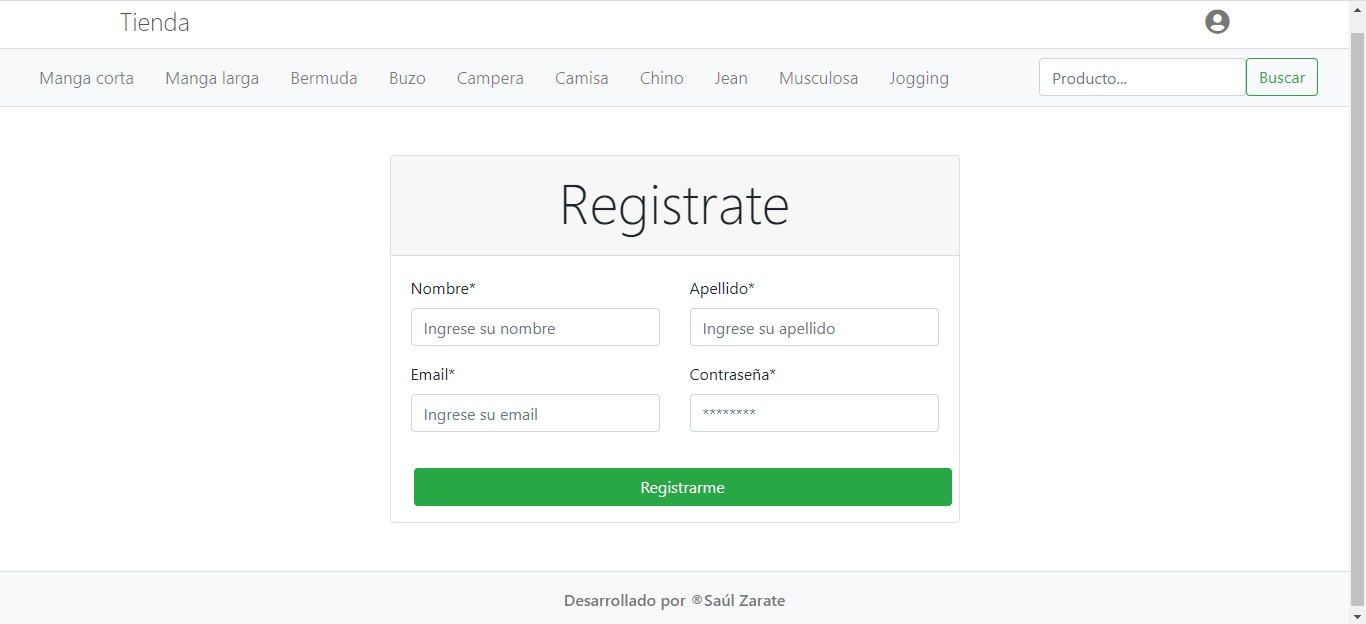 Tienda
Manga corta Manga larga Bermuda Buzo Campera Camisa Chino Jean Musculosa Jogging Producto... Buscar
Registrate
Nombre* Apellido*
Ingrese su nombre Ingrese su apellido
Email* Contraseña*
Ingrese su email ********
Registrarme
Desarrollado por ®Saúl Zarate